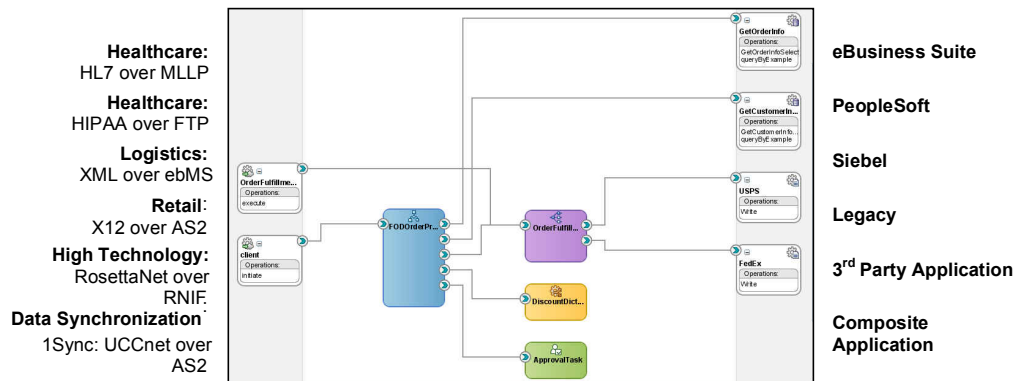 Healthcare:
HL7 over MLLP
Healthcare:
HIPAA over FTP
Logistics:
XML over ebMS
Retail:
X12 over AS2
High Technology:
RosettaNet over
RNIF.
Data Synchronization:
1Sync: UCCnet over
AS2
OrderFulfillme...
Operations:
execute
client
Operations:
initiate
FODOrderPr...
OrderFulfill...
DiscountDict...
ApprovalTask
GetOrderInfo
Operations:
GetOrderInfoSelect
queryByExample
GetCustomerIn...
Operations:
GetCustomerInfo...
queryByExample
USPS
Operations:
Write
FedEx
Operations:
Write
eBusiness Suite
PeopleSoft
Siebel
Legacy
3rd Party Application
Composite
Application